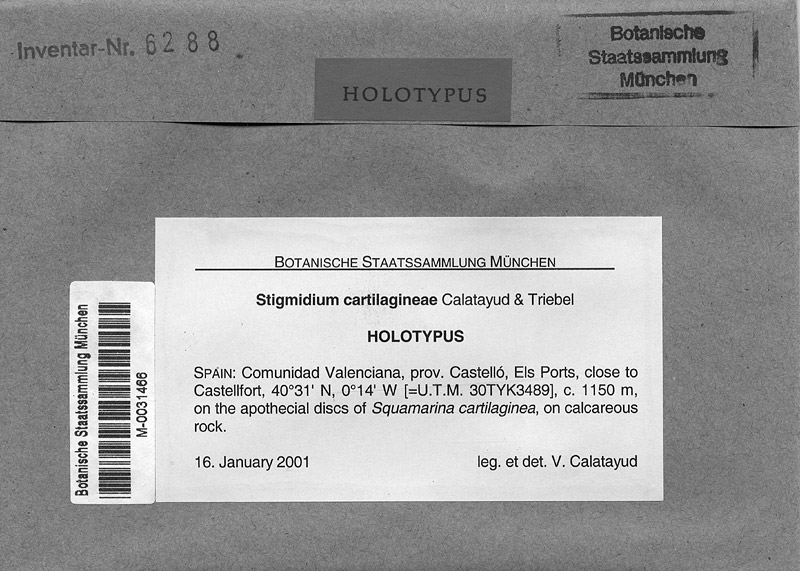 Inventar-Nr. 6288
Botanische
Staatssammlung
München
HOLOTYPUS
BOTANISCHE STAATSSAMMLUNG MÜNCHEN
Stigmidium cartilagineae Calatayud & Triebel
HOLOTYPUS
SPAIN: Comunidad Valenciana, prov. Castelló, Els Ports, close to
Castellfort, 40°31' N, 0°14' W [=U.T.M. 30TYK3489], c. 1150 m,
on the apothecial discs of Squamarina cartilaginea, on calcareous
rock.
16. January 2001 leg. et det. V. Calatayud
Botanische Staatssammlung München
M-0031466